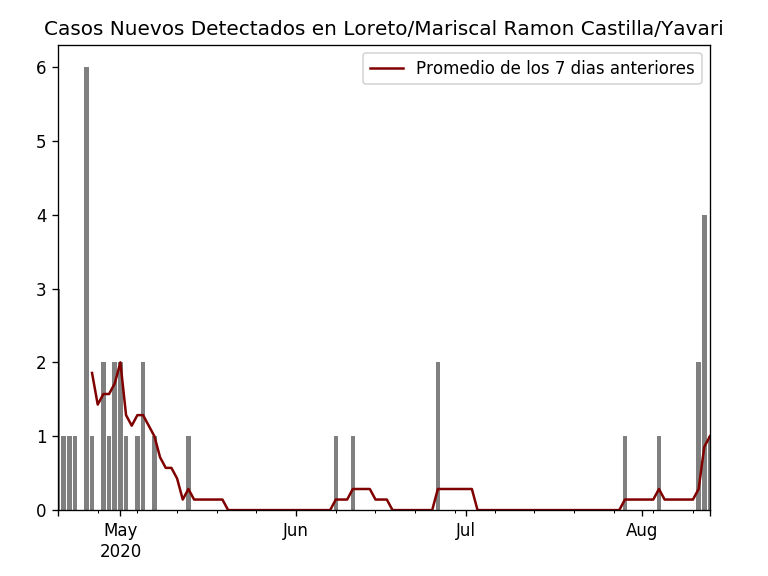 Casos Nuevos Detectados en Loreto/Mariscal Ramon Castilla/Yavari
Promedio de los 7 dias anteriores
6
5
4
3
2
1
0
May Jun Jul Aug
2020